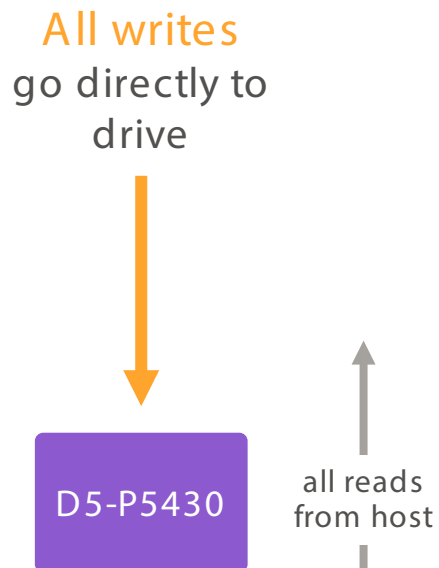 All writes
go directly to
drive
D5-P5430
all reads
from host